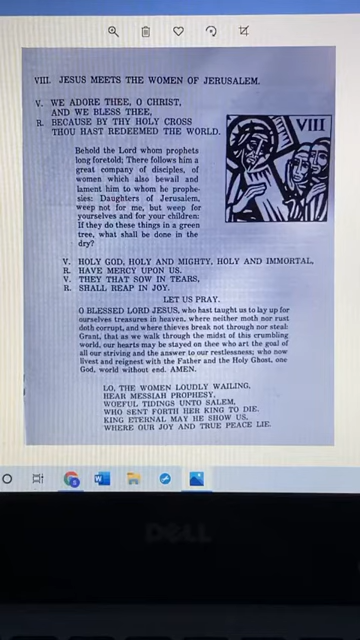 VIII. JESUS MEETS THE WOMEN OF JERUSALEM.
V. WE ADORE THEE, O CHRIST,
AND WE BLESS THEE,
R. BECAUSE BY THY HOLY CROSS
THOU HAST REDEEMED THE WORLD.
VIII
Behold the Lord whom prophets
long foretold; There follows him a
great company of disciples, of
women which also bewail and
lament him to whom he prophe-
sies: Daughters of Jerusalem,
weep not for me, but weep for
yourselves and for your children:
If they do these things in a green
tree, what shall be done in the
dry?
V. HOLY GOD, HOLY AND MIGHTY, HOLY AND IMMORTAL,
R. HAVE MERCY UPON US.
V. THEY THAT SOW IN TEARS,
R. SHALL REAP IN JOY.
LET US PRAY.
O BLESSED LORD JESUS, who hast taught us to lay up for
ourselves treasures in heaven, where neither moth nor rust
doth corrupt, and where thieves break not through nor steal:
Grant, that as we walk through the midst of this crumbling
world, our hearts may be stayed on thee who art the goal of
all our striving and the answer to our restlessness; who now
livest and reignest with the Father and the Holy Ghost, one
God, world without end. AMEN.
LO, THE WOMEN LOUDLY WAILING,
HEAR MESSIAH PROPHESY,
WOEFUL TIDINGS UNTO SALEM,
WHO SENT FORTH HER KING TO DIE.
KING ETERNAL MAY HE SHOW US,
WHERE OUR JOY AND TRUE PEACE LIE.
DELL